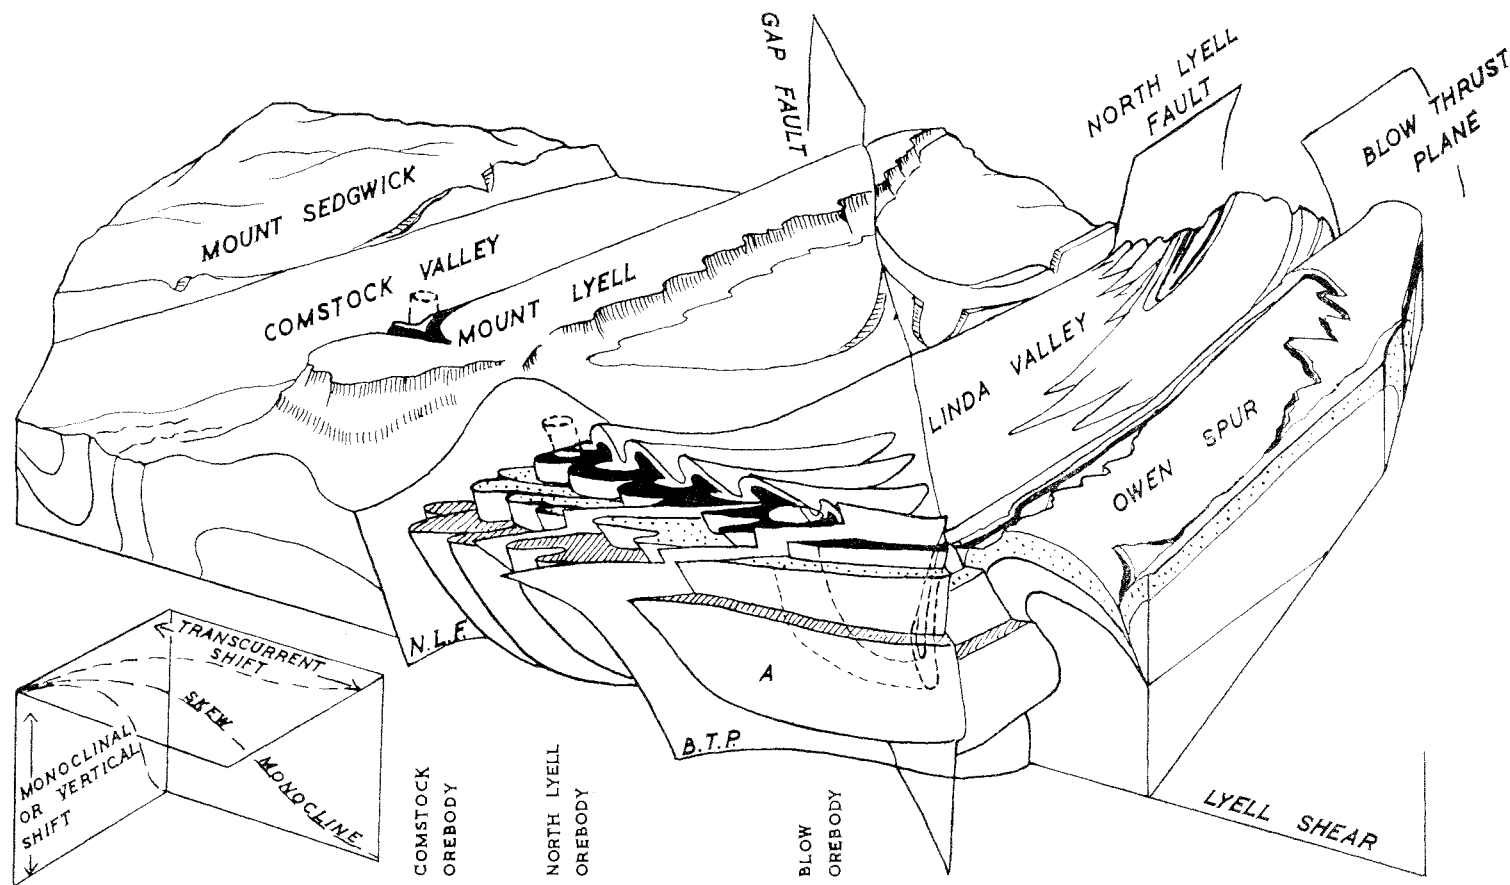 GAP FAULT
NORTH LYELL
FAULT
BLOW THRUST
PLANE
MOUNT SEDGWICK
COMSTOCK VALLEY
MOUNT LYELL
LINDA VALLEY
OWEN SPUR
N.L.F.
A
B.T.P.
LYELL SHEAR
TRANSCURRENT
SHIFT
SKEW
MONOCLINE
MONOCLINAL
OR VERTICAL
SHIFT
COMSTOCK
OREBODY
NORTH LYELL
OREBODY
BLOW
OREBODY